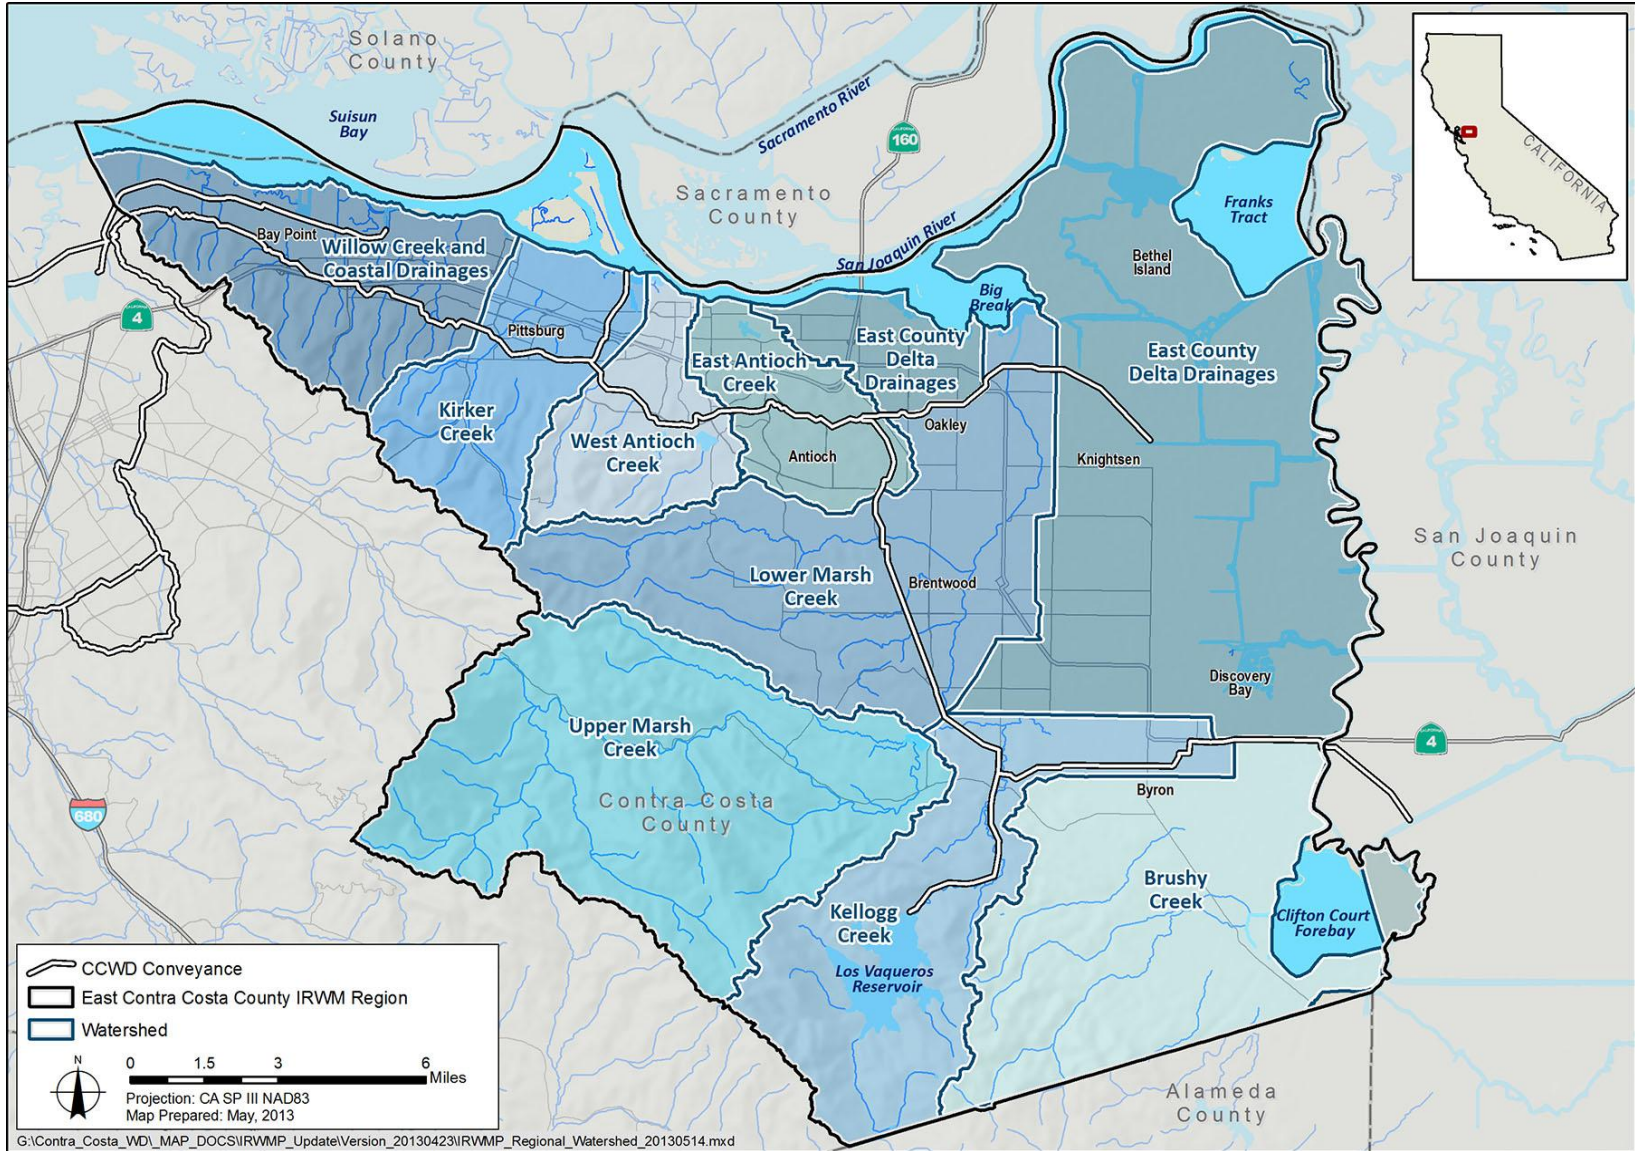 Solano
County
Suisun
Bay
Sacramento River
CALIFORNIA
160
Sacramento
County
San Joaquin River
Franks
Tract
CALIFORNIA
Bay Point
Willow Creek and
Coastal Drainages
Bethel
Island
Big
Break
CALIFORNIA
4
Pittsburg
East Antioch
Creek
East County
Delta
Drainages
East County
Delta Drainages
Kirker
Creek
West Antioch
Creek
Oakley
Antioch
Knightsen
San Joaquin
County
Lower Marsh
Creek
Brentwood
Discovery
Bay
Upper Marsh
Creek
CALIFORNIA
4
Contra Costa
County
680
Byron
Brushy
Creek
Kellogg
Creek
Clifton Court
Forebay
Los Vaqueros
Reservoir
CCWD Conveyance
East Contra Costa County IRWM Region
Watershed
N
0 1.5 3 6
Miles
Projection: CA SP III NAD83
Map Prepared: May, 2013
Alameda
County
G:\Contra_Costa_WD\_MAP_DOCS\IRWMP_Update\Version_20130423\IRWMP_Regional_Watershed_20130514.mxd